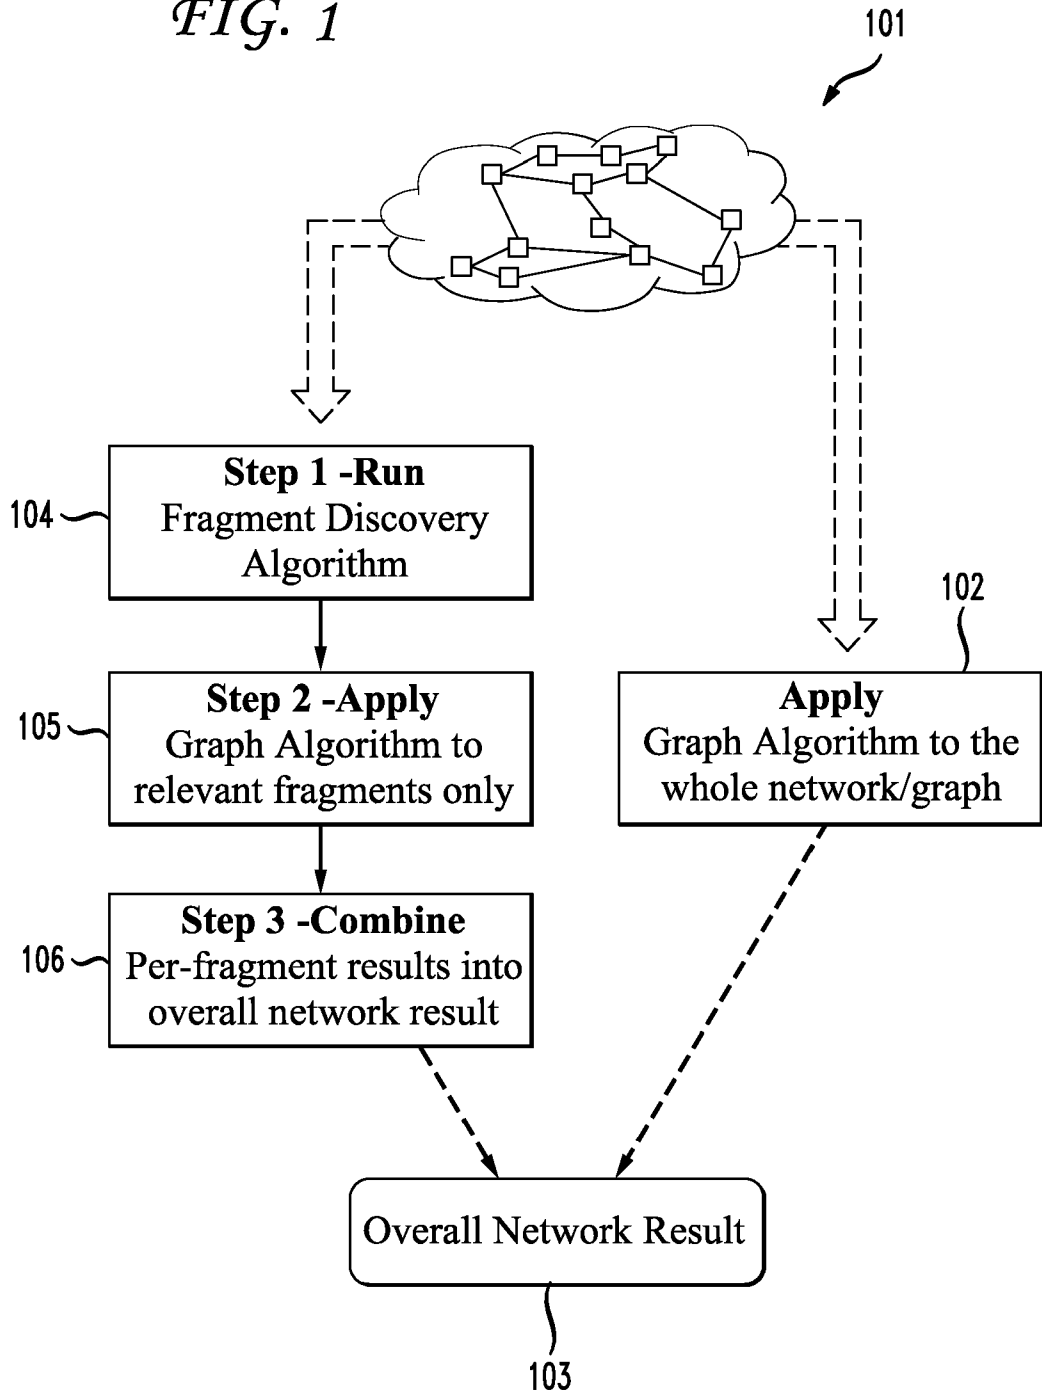 FIG. 1
101
Step 1 -Run
Fragment Discovery
Algorithm
104
102
Step 2 -Apply
Graph Algorithm to
relevant fragments only
105
Apply
Graph Algorithm to the
whole network/graph
Step 3 -Combine
Per-fragment results into
overall network result
106
Overall Network Result
103